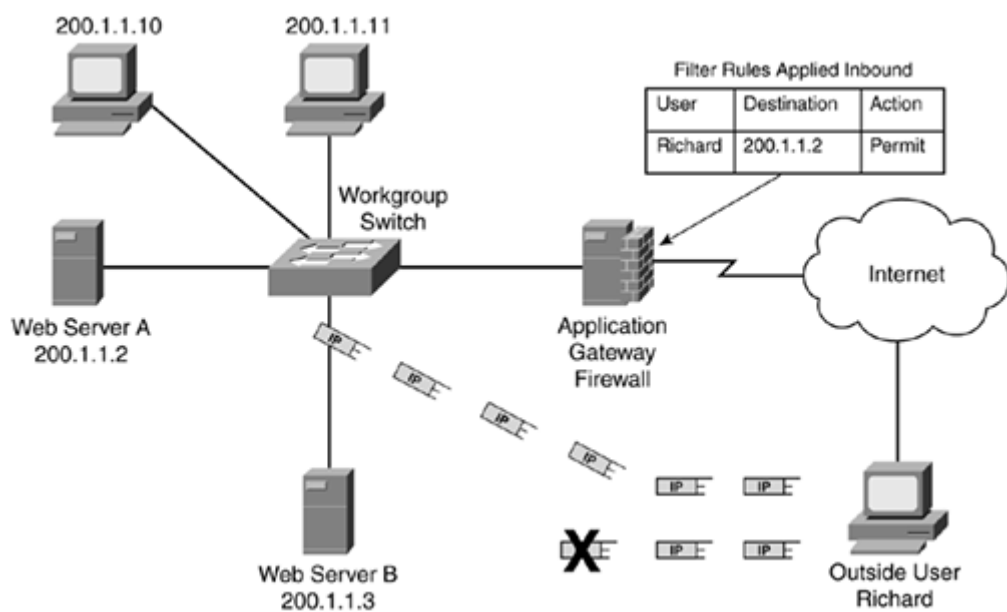 200.1.1.10
200.1.1.11
Filter Rules Applied Inbound
User Destination Action
Richard 200.1.1.2 Permit
Workgroup
Switch
Internet
Web Server A
200.1.1.2
Application
Gateway
Firewall
IP
IP
IP
IP
IP
IP
X
IP
IP
Web Server B
200.1.1.3
Outside User
Richard